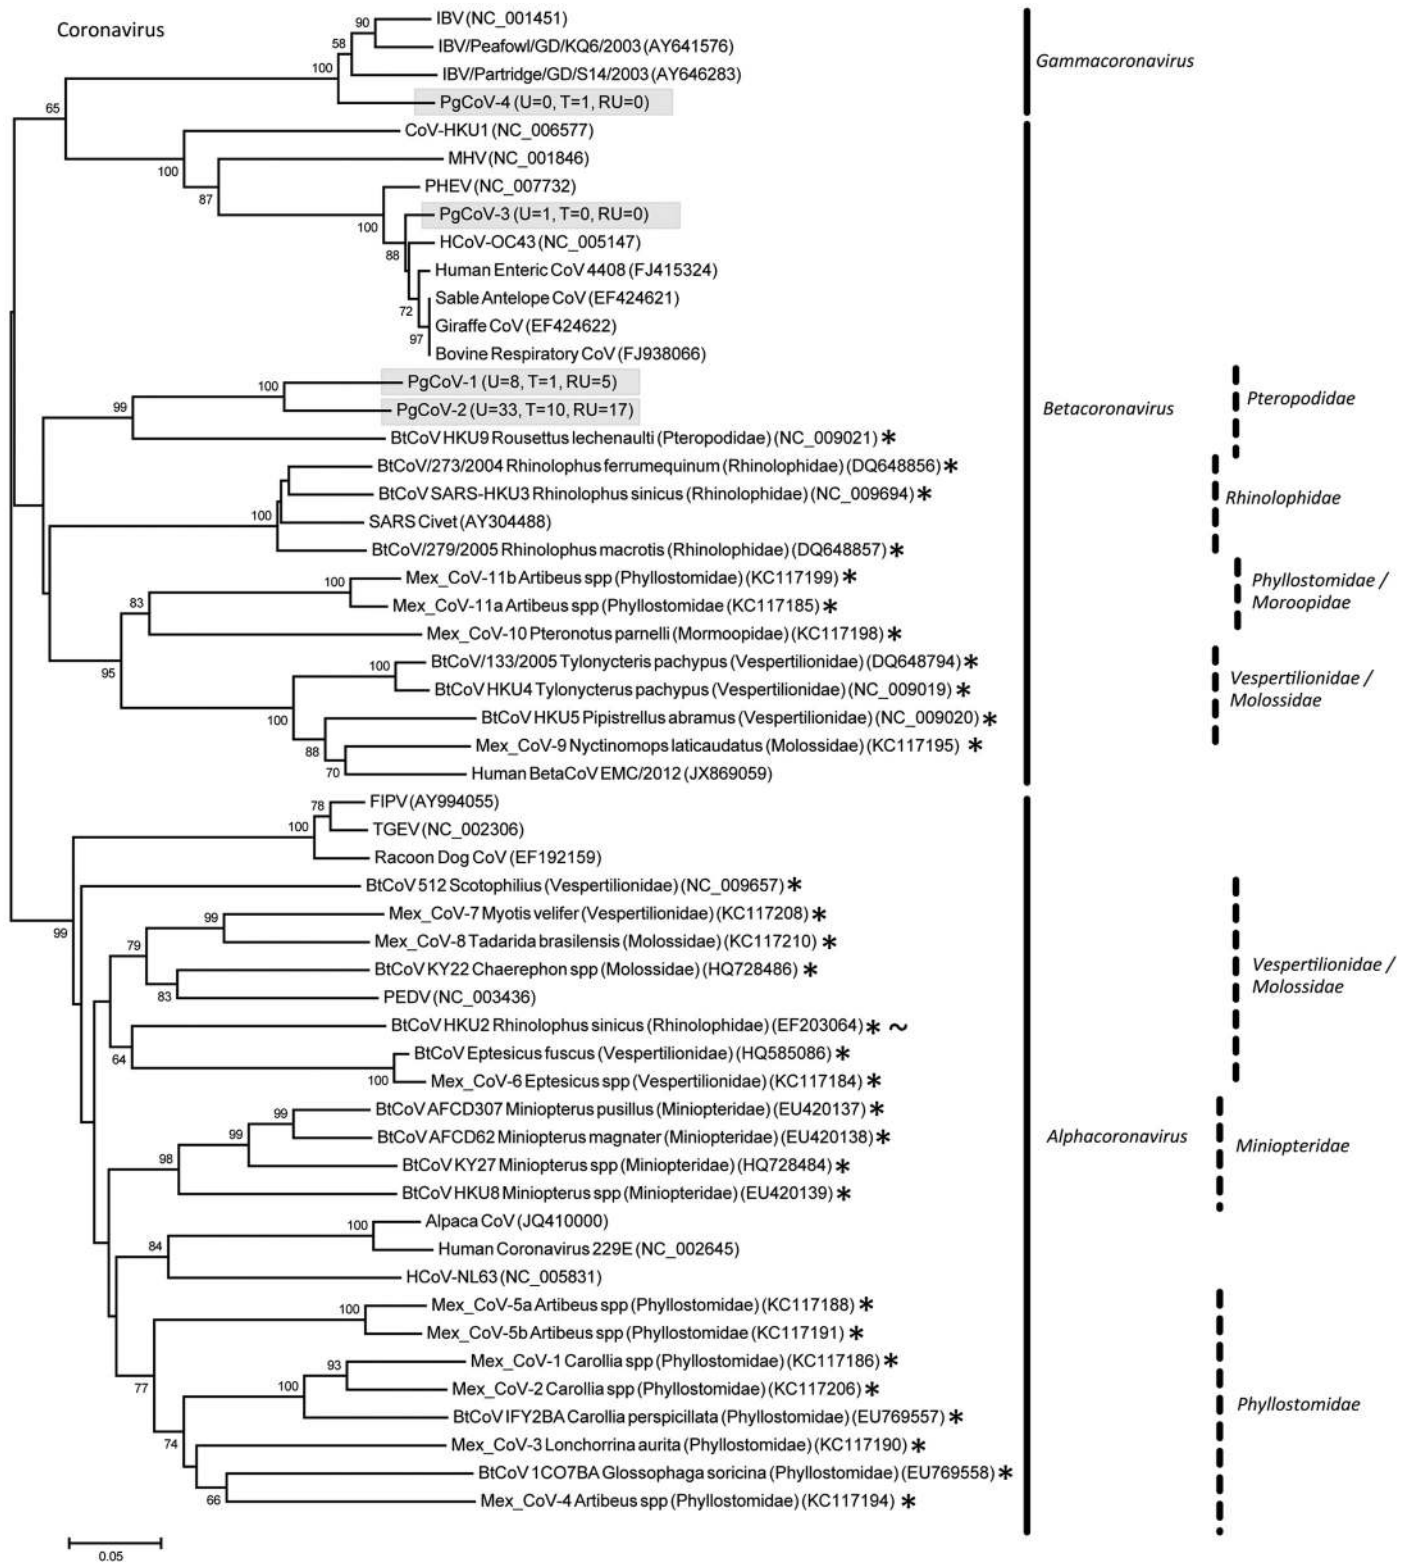 Coronavirus
90
IBV (NC_001451)
58
IBV/Peafowl/GD/KQ6/2003 (AY641576)
100
IBV/Partridge/GD/S14/2003 (AY646283)
Gammacoronavirus
65
PgCoV-4 (U=0, T=1, RU=0)
CoV-HKU1 (NC_006577)
100
MHV (NC_001846)
87
PHEV (NC_007732)
100
PgCoV-3 (U=1, T=0, RU=0)
88
HCoV-OC43 (NC_005147)
Human Enteric CoV 4408 (FJ415324)
72
Sable Antelope CoV (EF424621)
97
Giraffe CoV (EF424622)
Bovine Respiratory CoV (FJ938066)
100
PgCoV-1 (U=8, T=1, RU=5)
99
PgCoV-2 (U=33, T=10, RU=17)
Betacoronavirus
Pteropodidae
BtCoV HKU9 Rousettus lechenaulti (Pteropodidae) (NC_009021) *
BtCoV/273/2004 Rhinolophus ferrumequinum (Rhinolophidae) (DQ648856) *
BtCoV SARS-HKU3 Rhinolophus sinicus (Rhinolophidae) (NC_009694) *
Rhinolophidae
100
SARS Civet (AY304488)
BtCoV/279/2005 Rhinolophus macrotis (Rhinolophidae) (DQ648857) *
100
Mex_CoV-11b Artibeus spp (Phyllostomidae) (KC117199) *
Phyllostomidae /
Moroopidae
83
Mex_CoV-11a Artibeus spp (Phyllostomidae (KC117185) *
Mex_CoV-10 Pteronotus parnelli (Mormoopidae) (KC117198) *
95
100
BtCoV/133/2005 Tylonycteris pachypus (Vespertilionidae) (DQ648794) *
BtCoV HKU4 Tylonycterus pachypus (Vespertilionidae) (NC_009019) *
Vespertilionidae /
Molossidae
100
BtCoV HKU5 Pipistrellus abramus (Vespertilionidae) (NC_009020) *
88
Mex_CoV-9 Nyctinomops laticaudatus (Molossidae) (KC117195) *
70
Human BetaCoV EMC/2012 (JX869059)
78
FIPV (AY994055)
100
TGEV (NC_002306)
Racoon Dog CoV (EF192159)
BtCoV 512 Scotophilius (Vespertilionidae) (NC_009657) *
99
99
Mex_CoV-7 Myotis velifer (Vespertilionidae) (KC117208) *
79
Mex_CoV-8 Tadarida brasilensis (Molossidae) (KC117210) *
BtCoV KY22 Chaerephon spp (Molossidae) (HQ728486) *
Vespertilionidae /
Molossidae
83
PEDV (NC_003436)
BtCoV HKU2 Rhinolophus sinicus (Rhinolophidae) (EF203064) * ~
64
BtCoV Eptesicus fuscus (Vespertilionidae) (HQ585086) *
100
Mex_CoV-6 Eptesicus spp (Vespertilionidae) (KC117184) *
99
BtCoV AFCD307 Miniopterus pusillus (Miniopteridae) (EU420137) *
99
BtCoV AFCD62 Miniopterus magnater (Miniopteridae) (EU420138) *
Alphacoronavirus
Miniopteridae
98
BtCoV KY27 Miniopterus spp (Miniopteridae) (HQ728484) *
BtCoV HKU8 Miniopterus spp (Miniopteridae) (EU420139) *
100
Alpaca CoV (JQ410000)
84
Human Coronavirus 229E (NC_002645)
HCoV-NL63 (NC_005831)
100
Mex_CoV-5a Artibeus spp (Phyllostomidae) (KC117188) *
Mex_CoV-5b Artibeus spp (Phyllostomidae (KC117191) *
93
Mex_CoV-1 Carollia spp (Phyllostomidae) (KC117186) *
77
100
Mex_CoV-2 Carollia spp (Phyllostomidae) (KC117206) *
Phyllostomidae
BtCoV IFY2BA Carollia perspicillata (Phyllostomidae) (EU769557) *
74
Mex_CoV-3 Lonchorrina aurita (Phyllostomidae) (KC117190) *
BtCoV 1CO7BA Glossophaga soricina (Phyllostomidae) (EU769558) *
66
Mex_CoV-4 Artibeus spp (Phyllostomidae) (KC117194) *
0.05